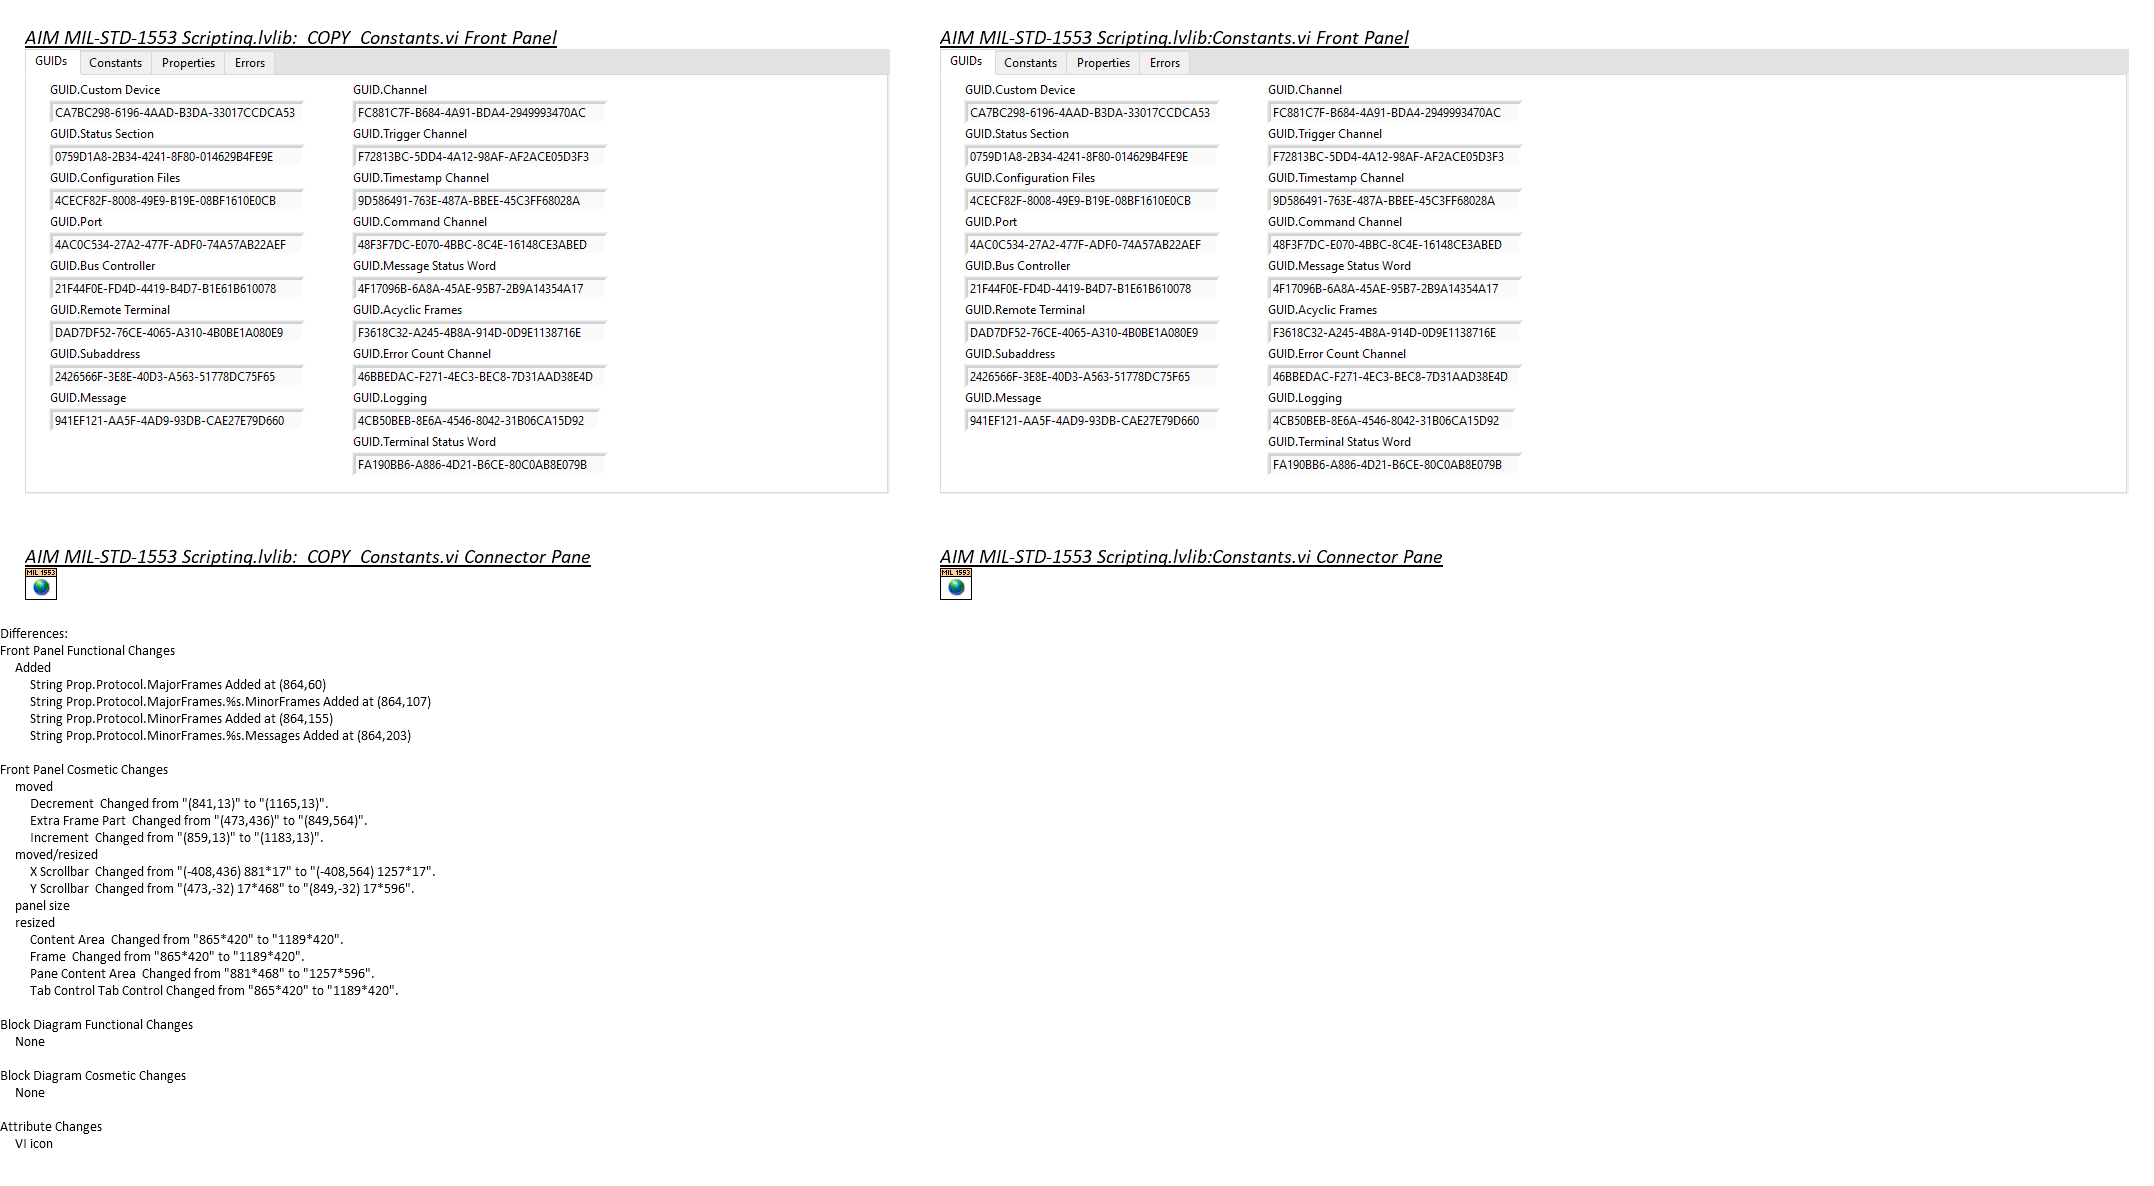 AIM MIL-STD-1553 Scripting.lvlib:_COPY_Constants.vi Front Panel
GUIDs Constants Properties Errors
GUID.Custom Device GUID.Channel
CA7BC298-6196-4AAD-B3DA-33017CCDCA53 FC881C7F-B684-4A91-BDA4-2949993470AC
GUID.Status Section GUID.Trigger Channel
0759D1A8-2B34-4241-8F80-014629B4FE9E F72813BC-5DD4-4A12-98AF-AF2ACE05D3F3
GUID.Configuration Files GUID.Timestamp Channel
4CECF82F-8008-49E9-B19E-08BF1610E0CB 9D586491-763E-487A-BBEE-45C3FF68028A
GUID.Port GUID.Command Channel
4AC0C534-27A2-477F-ADF0-74A57AB22AEF 48F3F7DC-E070-4BBC-8C4E-16148CE3ABED
GUID.Bus Controller GUID.Message Status Word
21F44F0E-FD4D-4419-B4D7-B1E61B610078 4F17096B-6A8A-45AE-95B7-2B9A14354A17
GUID.Remote Terminal GUID.Acyclic Frames
DAD7DF52-76CE-4065-A310-4B0BE1A080E9 F3618C32-A245-4B8A-914D-0D9E1138716E
GUID.Subaddress GUID.Error Count Channel
2426566F-3E8E-40D3-A563-51778DC75F65 46BBEDAC-F271-4EC3-BEC8-7D31AAD38E4D
GUID.Message GUID.Logging
941EF121-AA5F-4AD9-93DB-CAE27E79D660 4CB50BEB-8E6A-4546-8042-31B06CA15D92
GUID.Terminal Status Word
FA190BB6-A886-4D21-B6CE-80C0AB8E079B
AIM MIL-STD-1553 Scripting.lvlib:Constants.vi Front Panel
GUIDs Constants Properties Errors
GUID.Custom Device GUID.Channel
CA7BC298-6196-4AAD-B3DA-33017CCDCA53 FC881C7F-B684-4A91-BDA4-2949993470AC
GUID.Status Section GUID.Trigger Channel
0759D1A8-2B34-4241-8F80-014629B4FE9E F72813BC-5DD4-4A12-98AF-AF2ACE05D3F3
GUID.Configuration Files GUID.Timestamp Channel
4CECF82F-8008-49E9-B19E-08BF1610E0CB 9D586491-763E-487A-BBEE-45C3FF68028A
GUID.Port GUID.Command Channel
4AC0C534-27A2-477F-ADF0-74A57AB22AEF 48F3F7DC-E070-4BBC-8C4E-16148CE3ABED
GUID.Bus Controller GUID.Message Status Word
21F44F0E-FD4D-4419-B4D7-B1E61B610078 4F17096B-6A8A-45AE-95B7-2B9A14354A17
GUID.Remote Terminal GUID.Acyclic Frames
DAD7DF52-76CE-4065-A310-4B0BE1A080E9 F3618C32-A245-4B8A-914D-0D9E1138716E
GUID.Subaddress GUID.Error Count Channel
2426566F-3E8E-40D3-A563-51778DC75F65 46BBEDAC-F271-4EC3-BEC8-7D31AAD38E4D
GUID.Message GUID.Logging
941EF121-AA5F-4AD9-93DB-CAE27E79D660 4CB50BEB-8E6A-4546-8042-31B06CA15D92
GUID.Terminal Status Word
FA190BB6-A886-4D21-B6CE-80C0AB8E079B
AIM MIL-STD-1553 Scripting.lvlib:_COPY_Constants.vi Connector Pane
MIL 1553
AIM MIL-STD-1553 Scripting.lvlib:Constants.vi Connector Pane
MIL 1553
Differences:
Front Panel Functional Changes
Added
String Prop.Protocol.MajorFrames Added at (864,60)
String Prop.Protocol.MajorFrames.%s.MinorFrames Added at (864,107)
String Prop.Protocol.MinorFrames Added at (864,155)
String Prop.Protocol.MinorFrames.%s.Messages Added at (864,203)
Front Panel Cosmetic Changes
moved
Decrement  Changed from "(841,13)" to "(1165,13)".
Extra Frame Part  Changed from "(473,436)" to "(849,564)".
Increment  Changed from "(859,13)" to "(1183,13)".
moved/resized
X Scrollbar  Changed from "(-408,436) 881*17" to "(-408,564) 1257*17".
Y Scrollbar  Changed from "(473,-32) 17*468" to "(849,-32) 17*596".
panel size
resized
Content Area  Changed from "865*420" to "1189*420".
Frame  Changed from "865*420" to "1189*420".
Pane Content Area  Changed from "881*468" to "1257*596".
Tab Control Tab Control Changed from "865*420" to "1189*420".
Block Diagram Functional Changes
None
Block Diagram Cosmetic Changes
None
Attribute Changes
VI icon